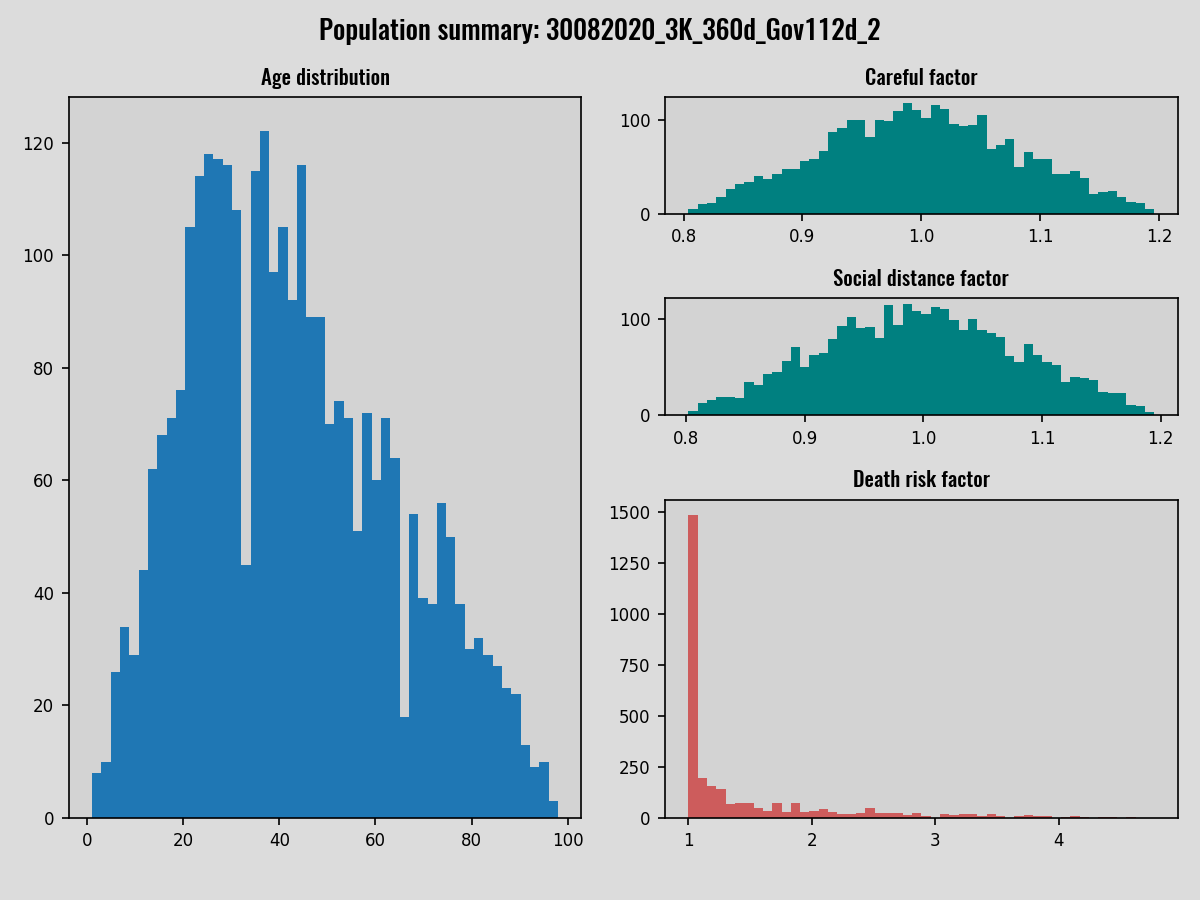 Population summary: 30082020_3K_360d_Gov112d_2
Age distribution
120
100
80
60
40
20
0
0 20 40 60 80 100
Careful factor
100
0
0.8 0.9 1.0 1.1 1.2
Social distance factor
100
0
0.8 0.9 1.0 1.1 1.2
Death risk factor
1500
1250
1000
750
500
250
0
1 2 3 4